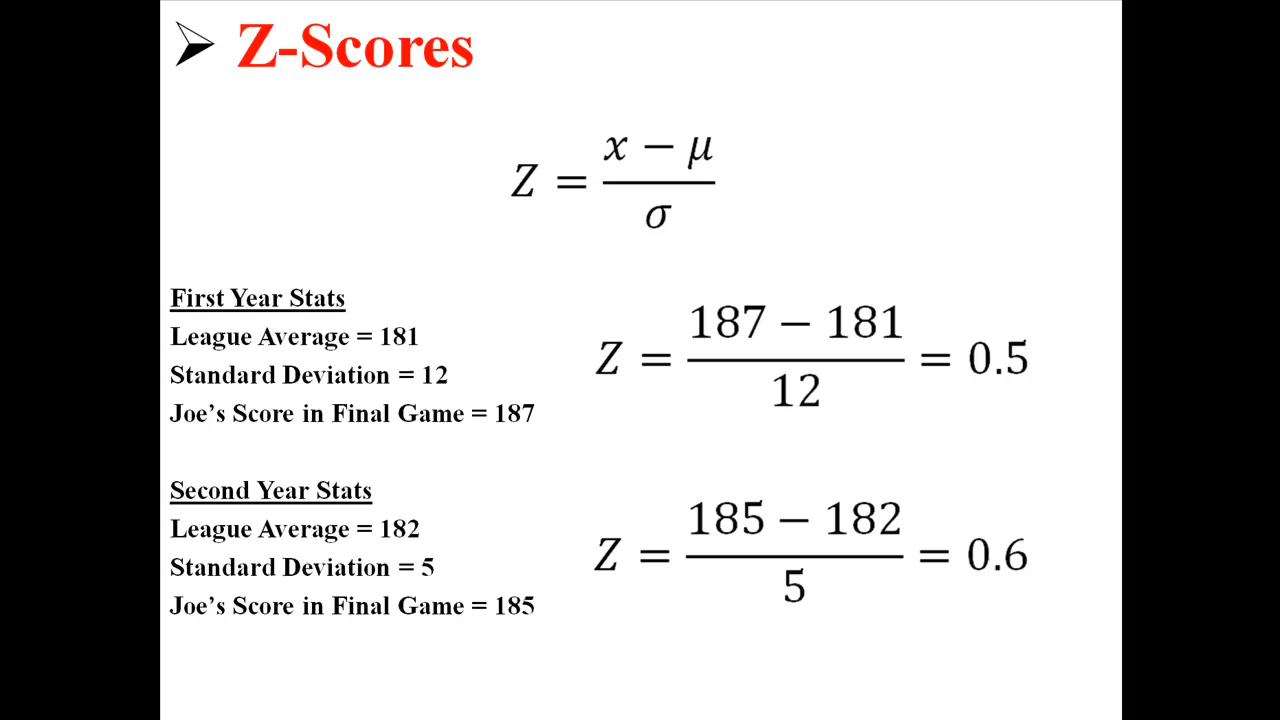 ➢ Z-Scores
Z = (x − μ) / σ
First Year Stats
League Average = 181
Standard Deviation = 12
Joe’s Score in Final Game = 187
Z = (187 − 181) / 12 = 0.5
Second Year Stats
League Average = 182
Standard Deviation = 5
Joe’s Score in Final Game = 185
Z = (185 − 182) / 5 = 0.6